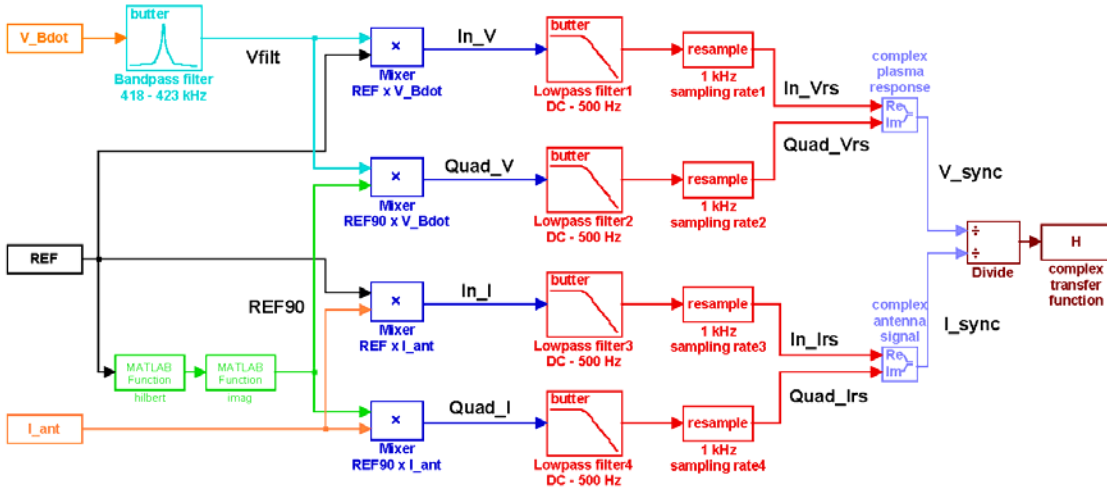 V_Bdot
butter
Bandpass filter
418 - 423 kHz
Vfilt
×
Mixer
REF x V_Bdot
In_V
butter
Lowpass filter1
DC - 500 Hz
resample
1 kHz
sampling rate1
In_Vrs
complex
plasma
response
Re
Im
×
Mixer
REF90 x V_Bdot
Quad_V
butter
Lowpass filter2
DC - 500 Hz
resample
1 kHz
sampling rate2
Quad_Vrs
V_sync
REF
REF90
×
Mixer
REF x I_ant
In_I
butter
Lowpass filter3
DC - 500 Hz
resample
1 kHz
sampling rate3
In_Irs
complex
antenna
signal
Re
Im
I_sync
÷
÷
Divide
H
complex
transfer
function
MATLAB
Function
hilbert
MATLAB
Function
imag
I_ant
×
Mixer
REF90 x I_ant
Quad_I
butter
Lowpass filter4
DC - 500 Hz
resample
1 kHz
sampling rate4
Quad_Irs